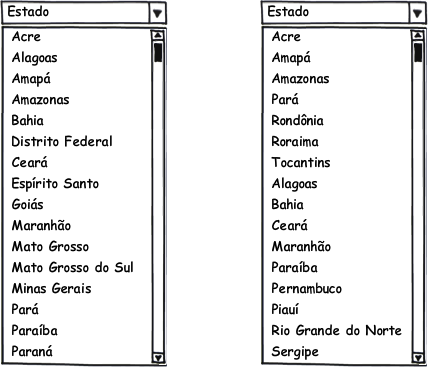 Estado
Acre
Alagoas
Amapá
Amazonas
Bahia
Distrito Federal
Ceará
Espírito Santo
Goiás
Maranhão
Mato Grosso
Mato Grosso do Sul
Minas Gerais
Pará
Paraíba
Paraná
Estado
Acre
Amapá
Amazonas
Pará
Rondônia
Roraima
Tocantins
Alagoas
Bahia
Ceará
Maranhão
Paraíba
Pernambuco
Piauí
Rio Grande do Norte
Sergipe